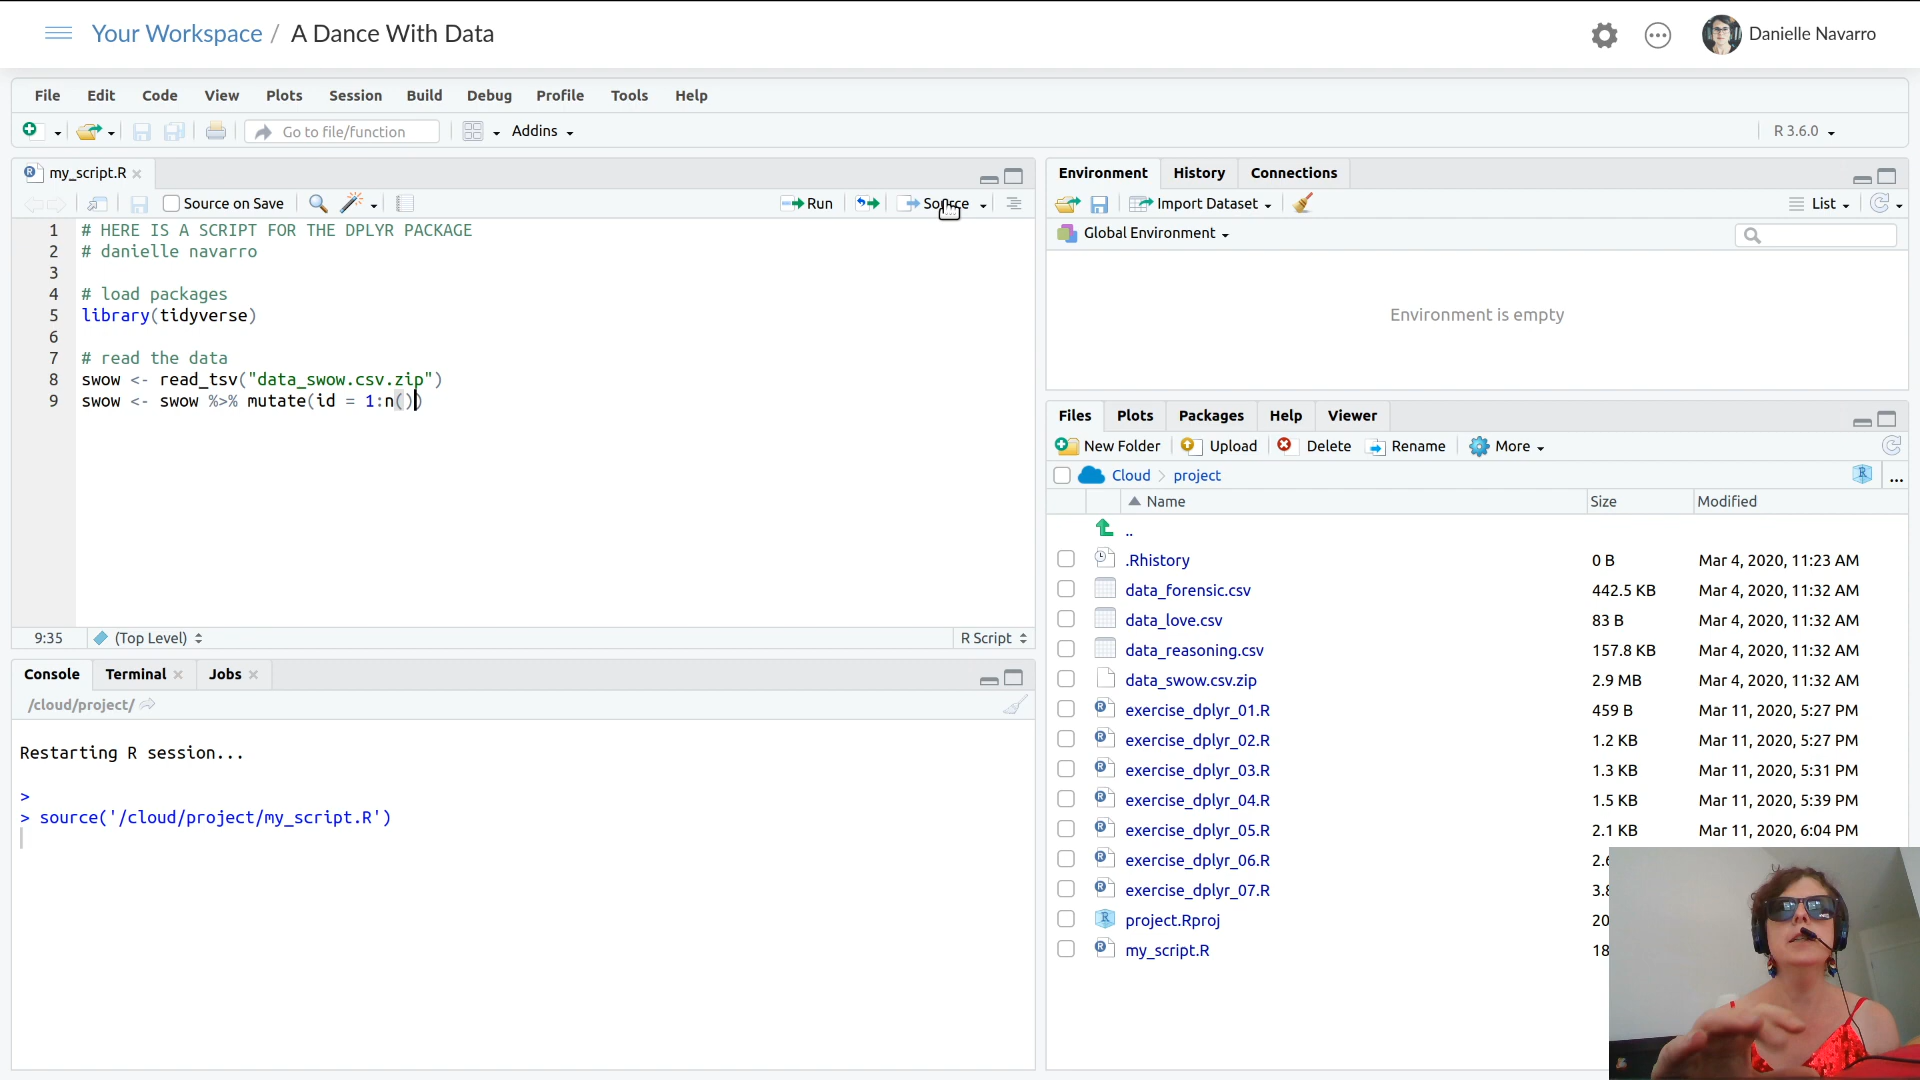 Your Workspace / A Dance With Data
Danielle Navarro
File Edit Code View Plots Session Build Debug Profile Tools Help
Go to file/function
Addins
R 3.6.0
my_script.R
Source on Save
Run
Source
1 # HERE IS A SCRIPT FOR THE DPLYR PACKAGE
2 # danielle navarro
3
4 # load packages
5 library(tidyverse)
6
7 # read the data
8 swow <- read_tsv("data_swow.csv.zip")
9 swow <- swow %>% mutate(id = 1:n())
9:35 (Top Level) R Script
Console Terminal Jobs
/cloud/project/
Restarting R session...
>
> source('/cloud/project/my_script.R')
Environment History Connections
Import Dataset
List
Global Environment
Environment is empty
Files Plots Packages Help Viewer
New Folder Upload Delete Rename More
Cloud project
...
Name Size Modified
..
.Rhistory 0 B Mar 4, 2020, 11:23 AM
data_forensic.csv 442.5 KB Mar 4, 2020, 11:32 AM
data_love.csv 83 B Mar 4, 2020, 11:32 AM
data_reasoning.csv 157.8 KB Mar 4, 2020, 11:32 AM
data_swow.csv.zip 2.9 MB Mar 4, 2020, 11:32 AM
exercise_dplyr_01.R 459 B Mar 11, 2020, 5:27 PM
exercise_dplyr_02.R 1.2 KB Mar 11, 2020, 5:27 PM
exercise_dplyr_03.R 1.3 KB Mar 11, 2020, 5:31 PM
exercise_dplyr_04.R 1.5 KB Mar 11, 2020, 5:39 PM
exercise_dplyr_05.R 2.1 KB Mar 11, 2020, 6:04 PM
exercise_dplyr_06.R
exercise_dplyr_07.R
project.Rproj
my_script.R